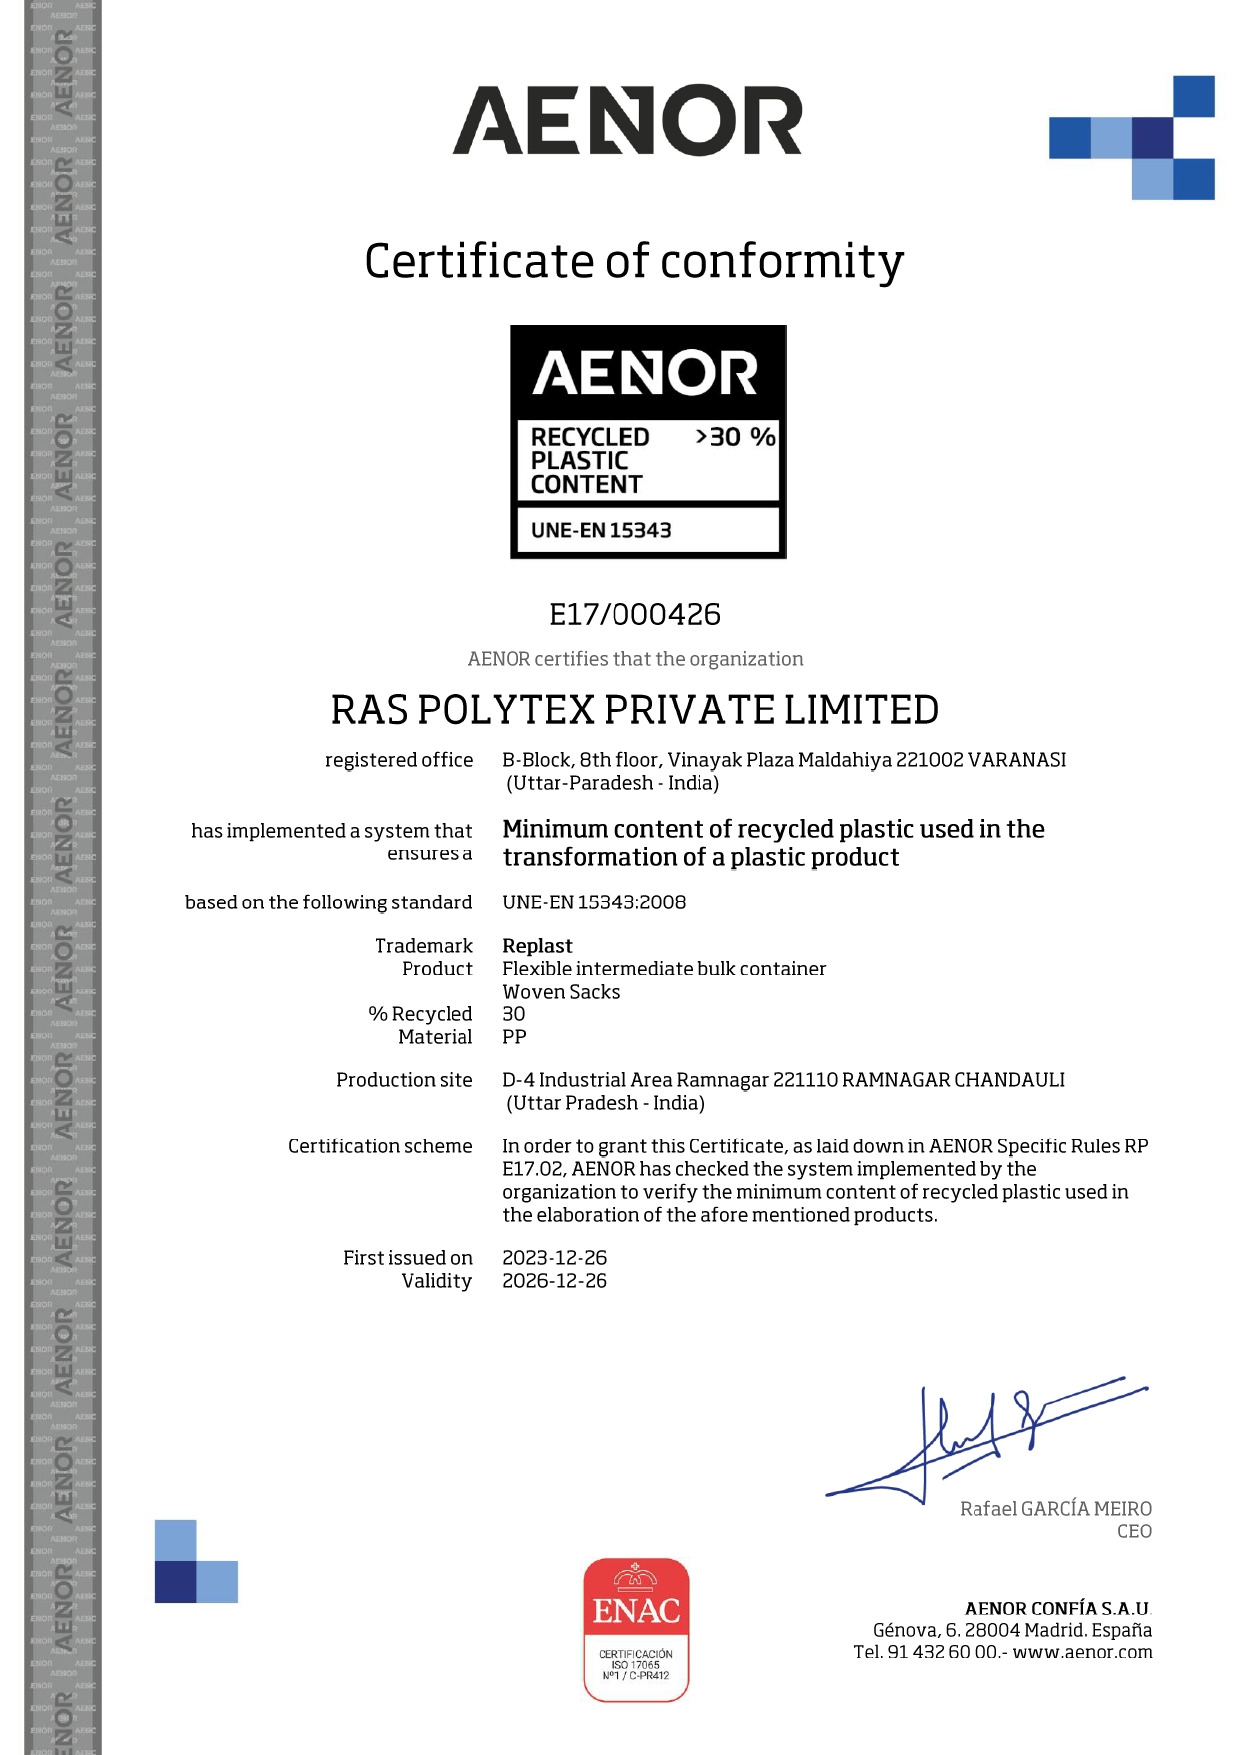 AENOR
Certificate of conformity
AENOR
RECYCLED >30 %
PLASTIC
CONTENT
UNE-EN 15343
E17/000426
AENOR certifies that the organization
RAS POLYTEX PRIVATE LIMITED
registered office B-Block, 8th floor, Vinayak Plaza Maldahiya 221002 VARANASI
(Uttar-Paradesh - India)
has implemented a system that Minimum content of recycled plastic used in the
ensures a transformation of a plastic product
based on the following standard UNE-EN 15343:2008
Trademark Replast
Product Flexible intermediate bulk container
Woven Sacks
% Recycled 30
Material PP
Production site D-4 Industrial Area Ramnagar 221110 RAMNAGAR CHANDAULI
(Uttar Pradesh - India)
Certification scheme In order to grant this Certificate, as laid down in AENOR Specific Rules RP
E17.02, AENOR has checked the system implemented by the
organization to verify the minimum content of recycled plastic used in
the elaboration of the afore mentioned products.
First issued on 2023-12-26
Validity 2026-12-26
Rafael GARCÍA MEIRO
CEO
ENAC
CERTIFICACIÓN
ISO 17065
Nº1 / C-PR412
AENOR CONFÍA S.A.U.
Génova, 6. 28004 Madrid. España
Tel. 91 432 60 00.- www.aenor.com